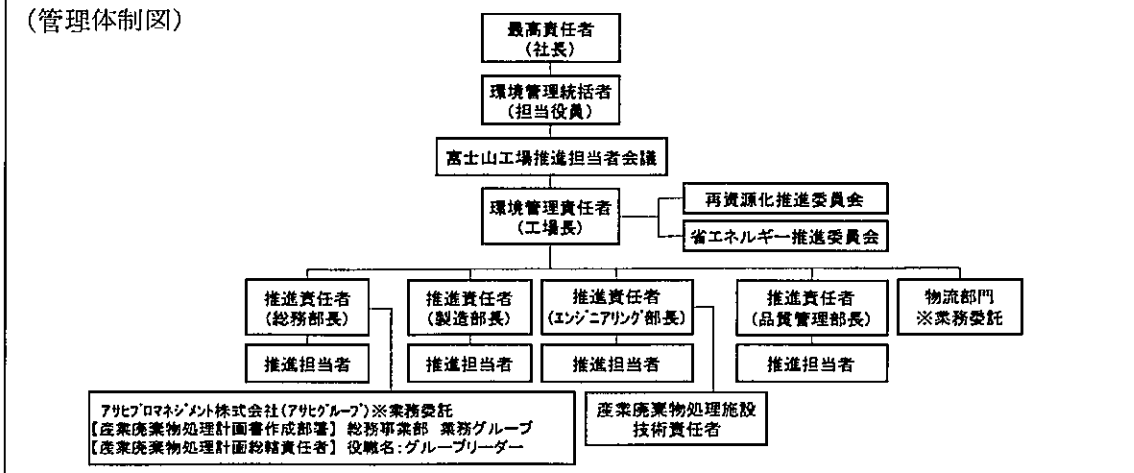 （管理体制図）
最高責任者
（社長）
環境管理統括者
（担当役員）
富士山工場推進担当者会議
環境管理責任者
（工場長）
再資源化推進委員会
省エネルギー推進委員会
推進責任者
（総務部長）
推進責任者
（製造部長）
推進責任者
（エンジニアリング部長）
推進責任者
（品質管理部長）
物流部門
※業務委託
推進担当者
推進担当者
推進担当者
推進担当者
アサヒプロマネジメント株式会社（アサヒグループ）※業務委託
【産業廃棄物処理計画書作成部署】 総務事業部 業務グループ
【産業廃棄物処理計画総轄責任者】 役職名：グループリーダー
産業廃棄物処理施設
技術責任者